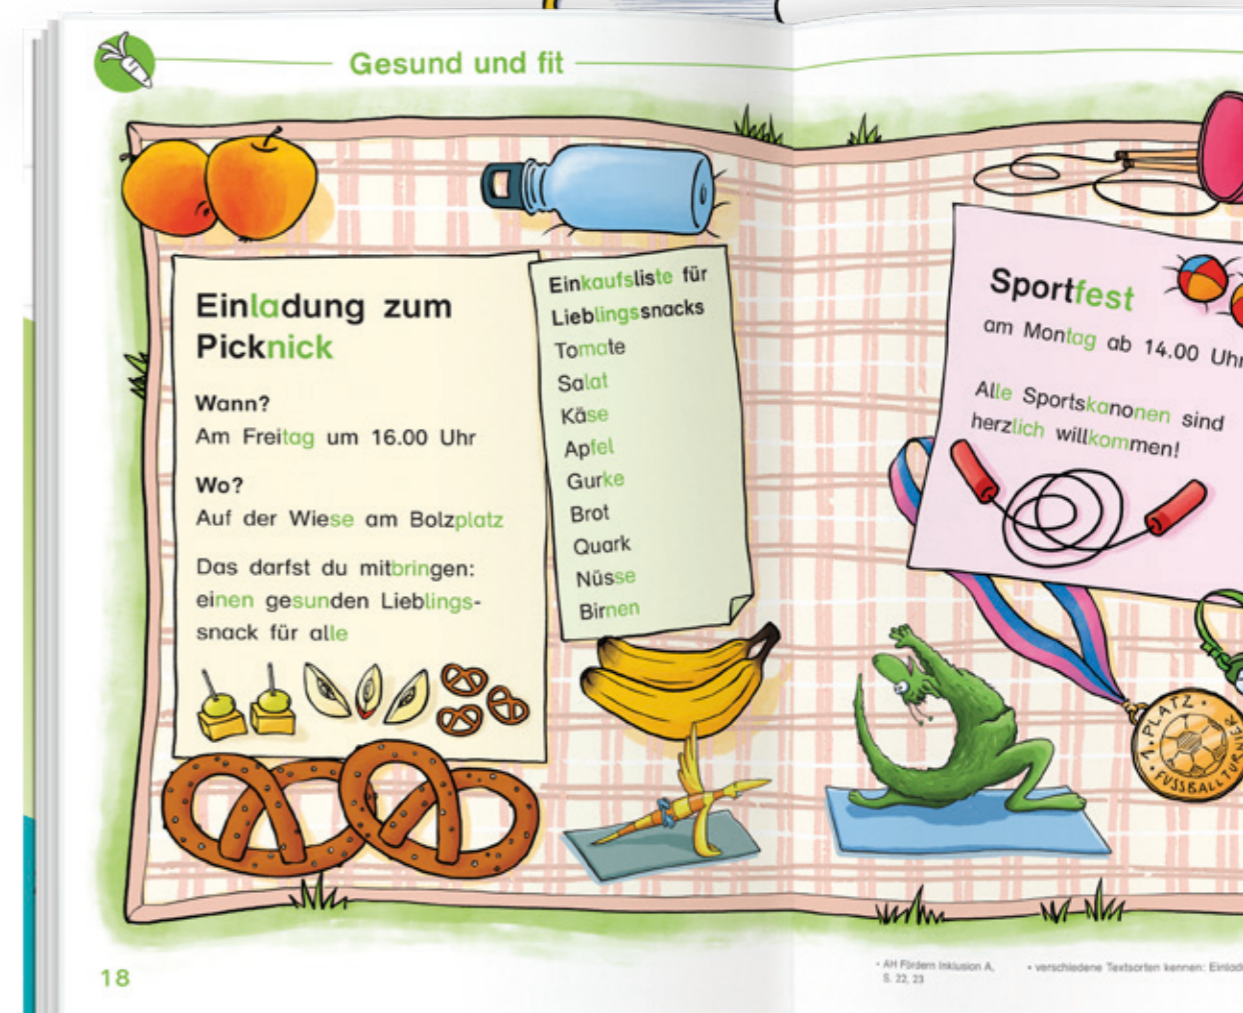 Gesund und fit
Einladung zum
Picknick
Wann?
Am Freitag um 16.00 Uhr
Wo?
Auf der Wiese am Bolzplatz
Das darfst du mitbringen:
einen gesunden Lieblings-
snack für alle
Einkaufsliste für
Lieblingssnacks
Tomate
Salat
Käse
Apfel
Gurke
Brot
Quark
Nüsse
Birnen
Sportfest
am Montag ab 14.00 Uhr
Alle Sportskanonen sind
herzlich willkommen!
1. PLATZ
FUSSBALLTURNIER
18
• AH Fördern Inklusion A,
S. 22, 23
• verschiedene Textsorten kennen: Einlad